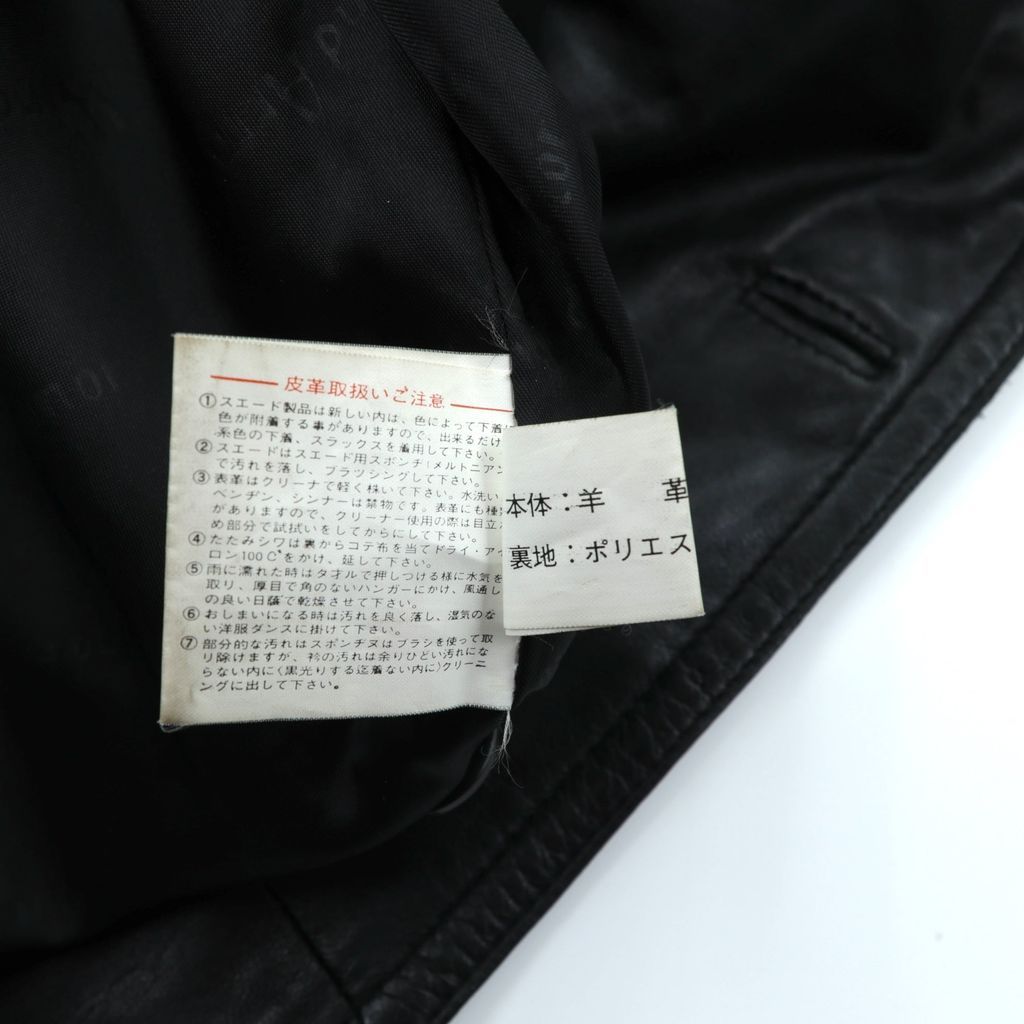 皮革取扱いご注意
①スエード製品は新しい内は、色によって下着に
色が附着する事がありますので、出来るだけ
系色の下着、スラックスを着用して下さい。
②スエードはスエード用スポンヂ(メルトニアン
で汚れを落し、ブラッシングして下さい。
③表革はクリーナで軽く拭いて下さい。水洗い
ベンヂン、シンナーは禁物です。表革にも種
がありますので、クリーナー使用の際は目立
め部分で試拭いをしてからにして下さい。
④たたみシワは裏からコテ布を当てドライ・アイ
ロン100℃をかけ、延して下さい。
⑤雨に濡れた時はタオルで押しつける様に水気を
取り、厚目で角のないハンガーにかけ、風通し
の良い日蔭で乾燥させて下さい。
⑥おしまいになる時は汚れを良く落し、湿気のな
い洋服ダンスに掛けて下さい。
⑦部分的な汚れはスポンヂ又はブラシを使って取
り除けますが、衿の汚れは余りひどい汚れにな
らない内に(黒光りする迄着ない内に)クリーニ
ングに出して下さい。
本体：羊 革
裏地：ポリエス